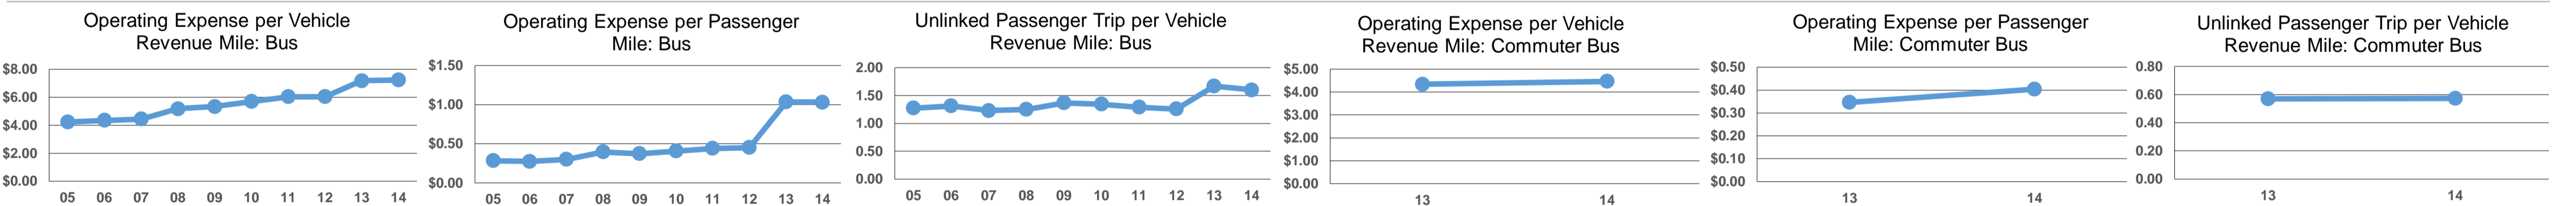 Operating Expense per Vehicle
Revenue Mile: Bus
$8.00
$6.00
$4.00
$2.00
$0.00
05 06 07 08 09 10 11 12 13 14
Operating Expense per Passenger
Mile: Bus
$1.50
$1.00
$0.50
$0.00
05 06 07 08 09 10 11 12 13 14
Unlinked Passenger Trip per Vehicle
Revenue Mile: Bus
2.00
1.50
1.00
0.50
0.00
05 06 07 08 09 10 11 12 13 14
Operating Expense per Vehicle
Revenue Mile: Commuter Bus
$5.00
$4.00
$3.00
$2.00
$1.00
$0.00
13 14
Operating Expense per Passenger
Mile: Commuter Bus
$0.50
$0.40
$0.30
$0.20
$0.10
$0.00
13 14
Unlinked Passenger Trip per Vehicle
Revenue Mile: Commuter Bus
0.80
0.60
0.40
0.20
0.00
13 14